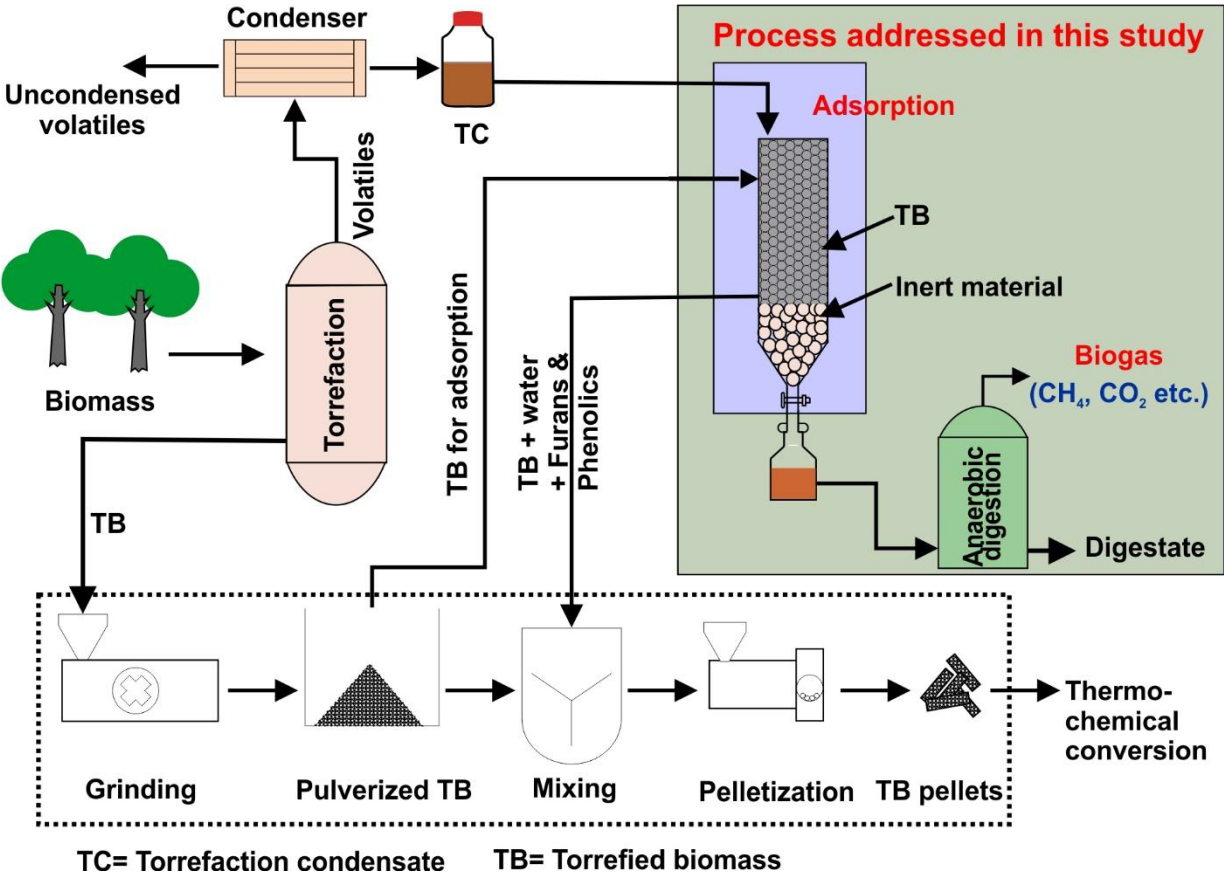 Condenser
Process addressed in this study
Uncondensed
volatiles
TC
Adsorption
Volatiles
TB
Inert material
Biomass
Torrefaction
TB for adsorption
TB + water
+ Furans &
Phenolics
Biogas
(CH₄, CO₂ etc.)
TB
Anaerobic
digestion
Digestate
Thermo-
chemical
conversion
Grinding
Pulverized TB
Mixing
Pelletization
TB pellets
TC= Torrefaction condensate
TB= Torrefied biomass